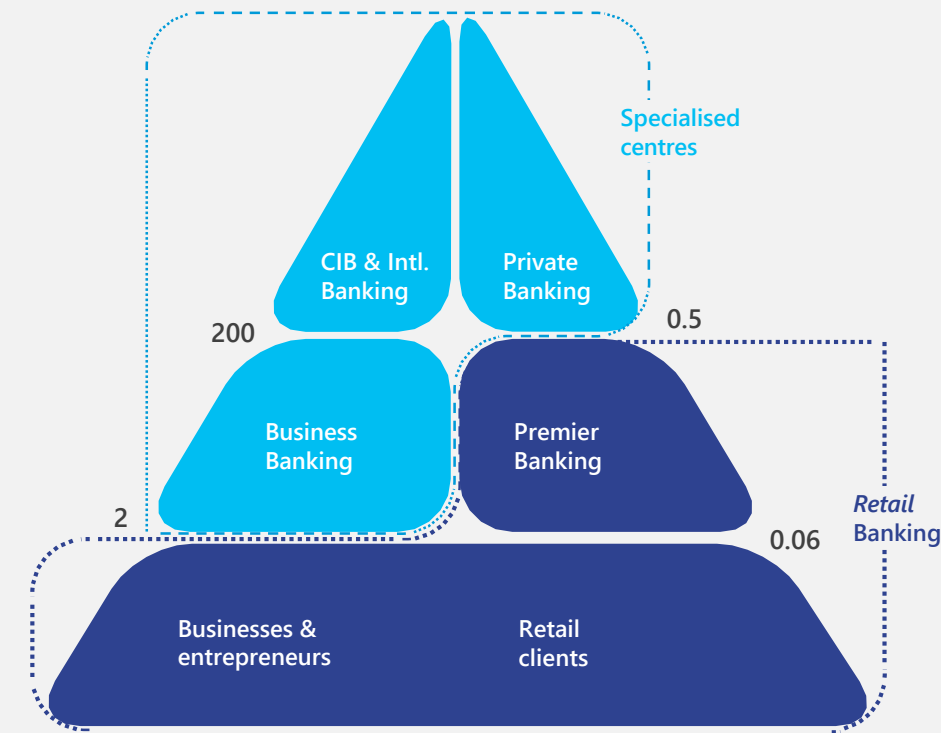 Specialised
centres
CIB & Intl.
Banking
Private
Banking
200
0.5
Business
Banking
Premier
Banking
2
0.06
Retail
Banking
Businesses &
entrepreneurs
Retail
clients